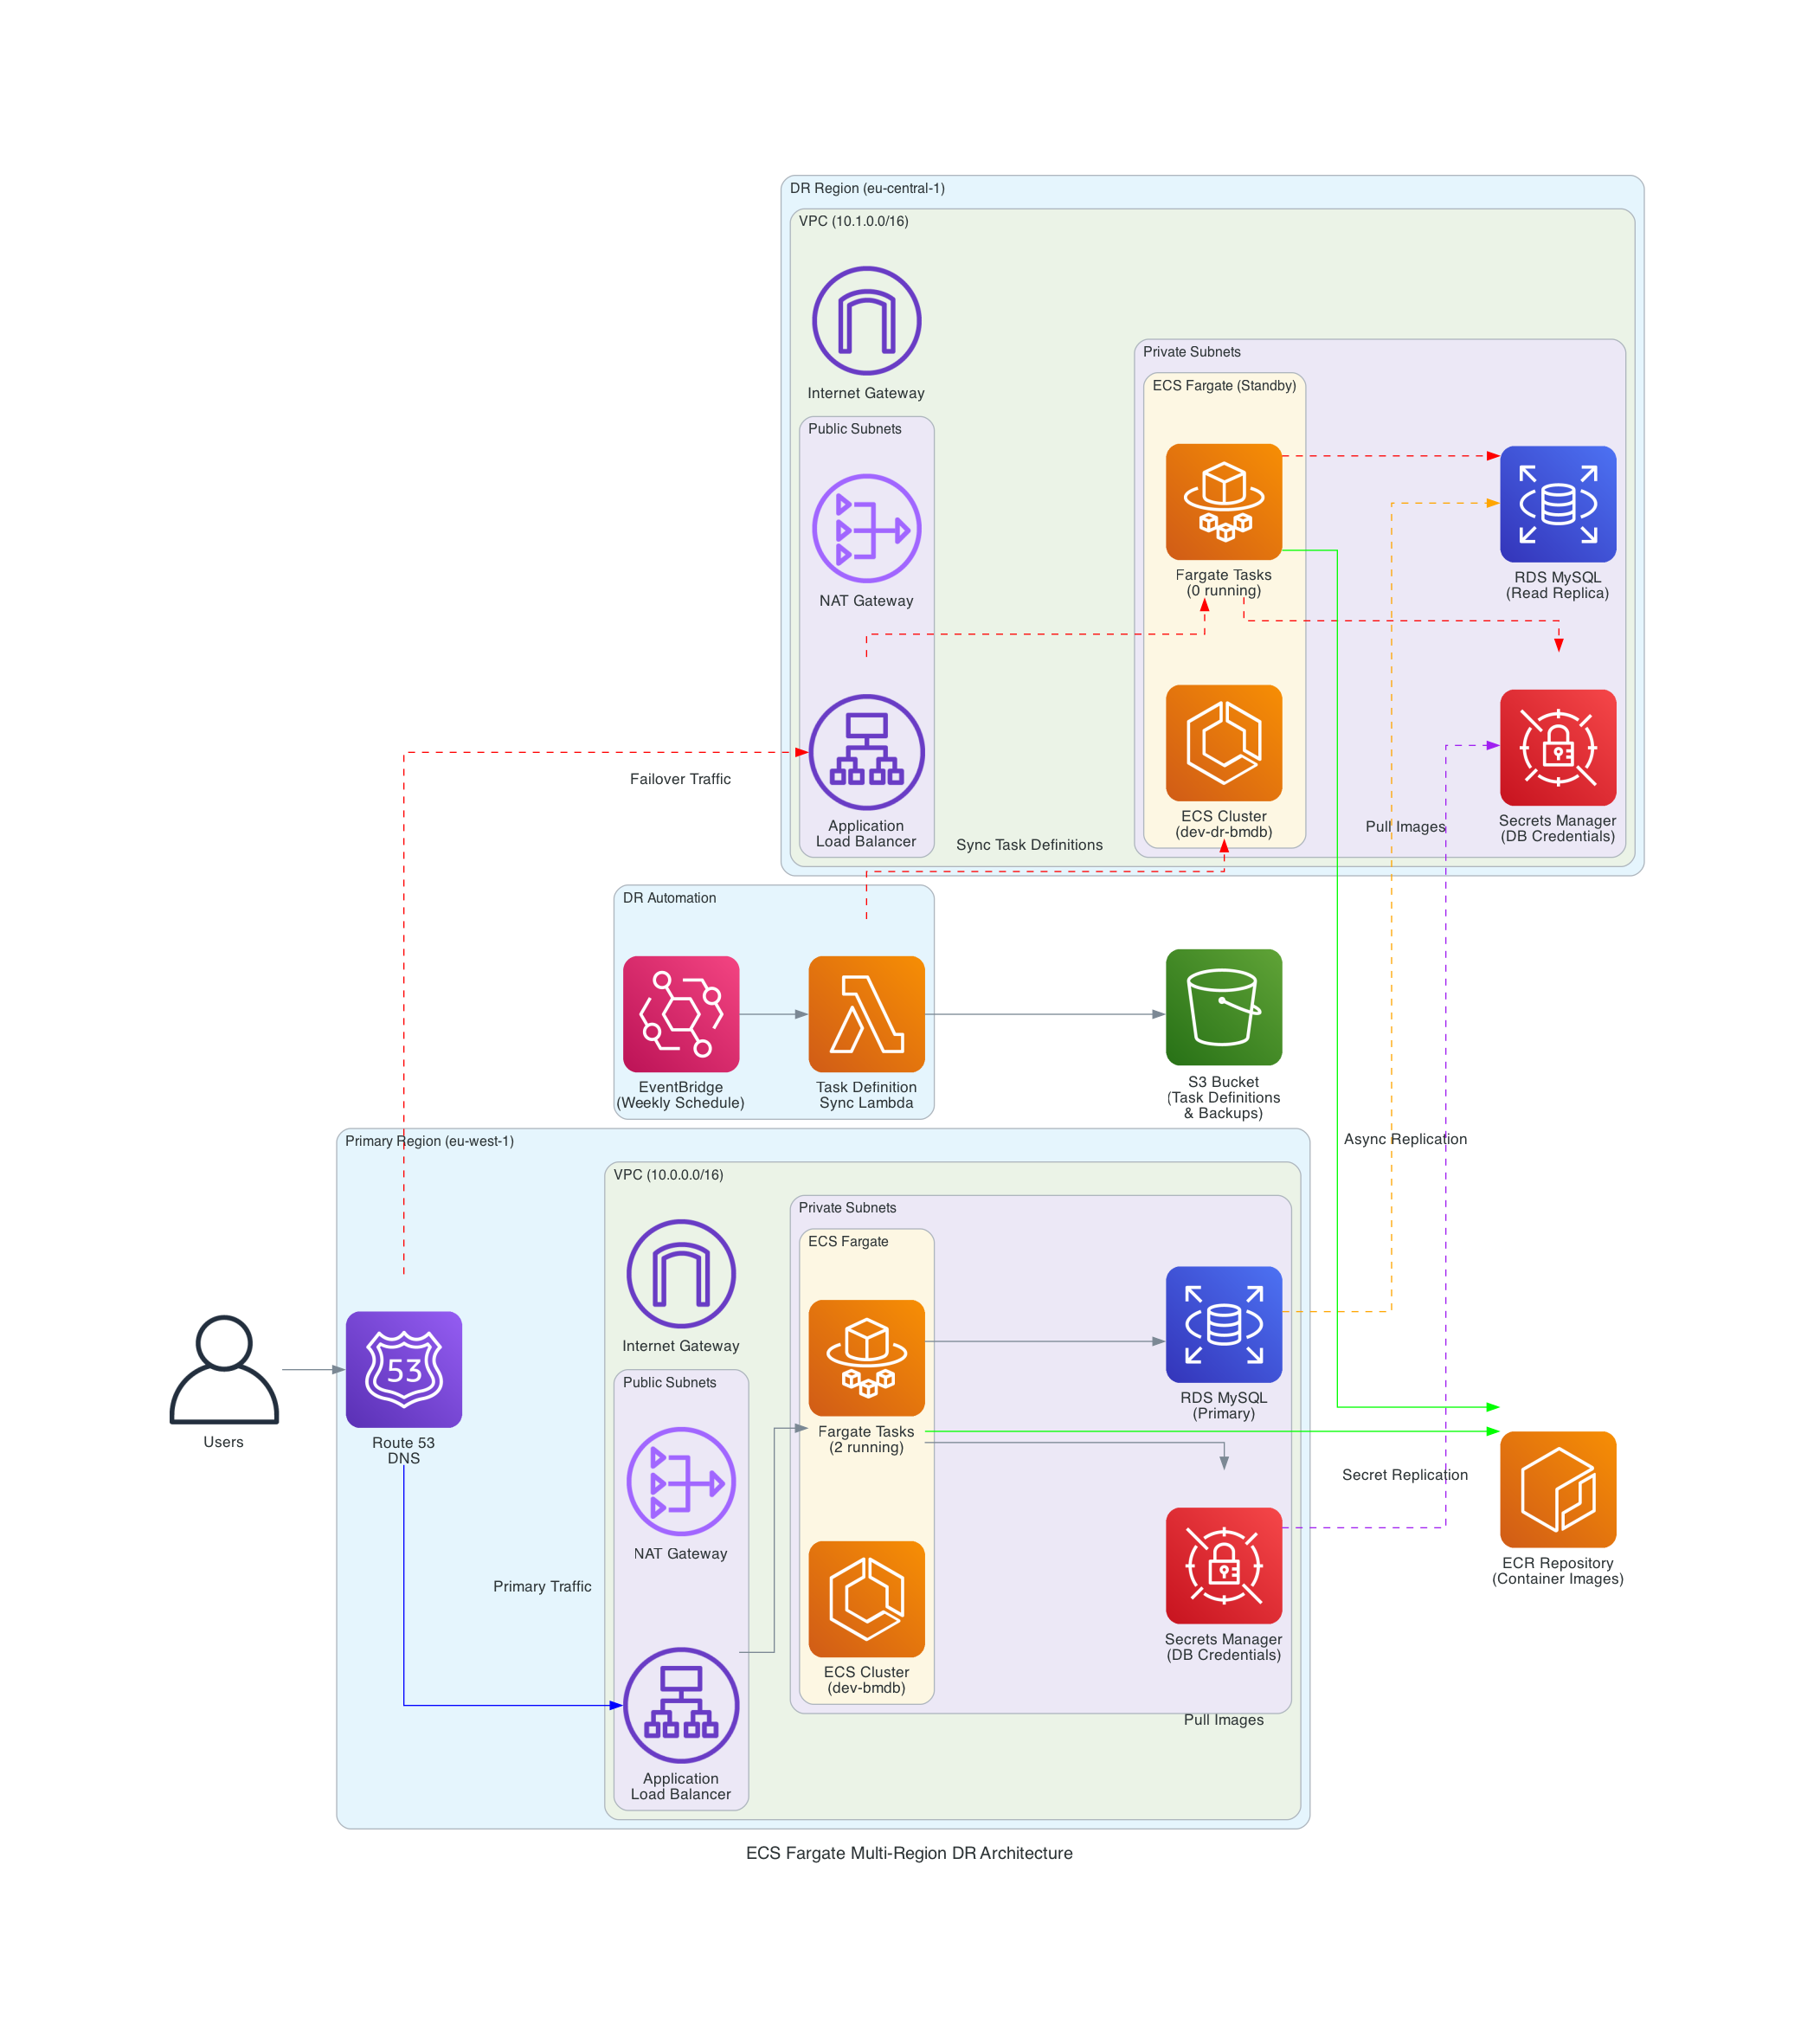 DR Region (eu-central-1)
VPC (10.1.0.0/16)
Internet Gateway
Public Subnets
NAT Gateway
Application
Load Balancer
Private Subnets
ECS Fargate (Standby)
Fargate Tasks
(0 running)
ECS Cluster
(dev-dr-bmdb)
RDS MySQL
(Read Replica)
Secrets Manager
(DB Credentials)
Pull Images
Failover Traffic
Sync Task Definitions
DR Automation
EventBridge
(Weekly Schedule)
Task Definition
Sync Lambda
S3 Bucket
(Task Definitions
& Backups)
Async Replication
Primary Region (eu-west-1)
VPC (10.0.0.0/16)
Internet Gateway
Public Subnets
NAT Gateway
Application
Load Balancer
Private Subnets
ECS Fargate
Fargate Tasks
(2 running)
ECS Cluster
(dev-bmdb)
RDS MySQL
(Primary)
Secrets Manager
(DB Credentials)
Pull Images
Users
53
Route 53
DNS
Primary Traffic
Secret Replication
ECR Repository
(Container Images)
ECS Fargate Multi-Region DR Architecture